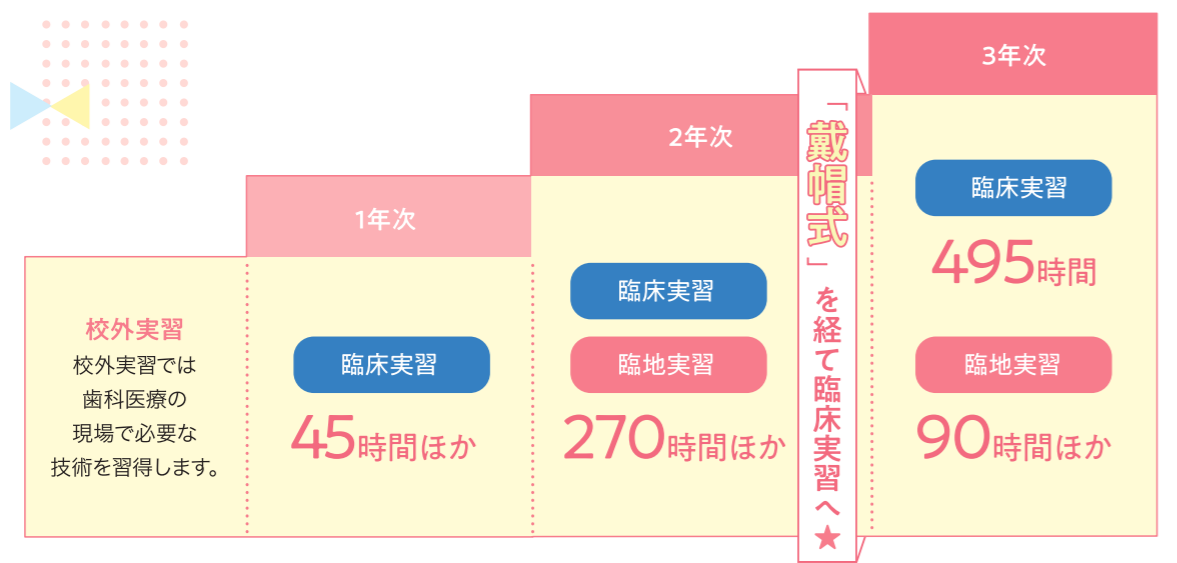 校外実習
校外実習では
歯科医療の
現場で必要な
技術を習得します。
1年次
臨床実習
45時間ほか
2年次
臨床実習
臨地実習
270時間ほか
「戴帽式」を経て臨床実習へ★
3年次
臨床実習
495時間
臨地実習
90時間ほか